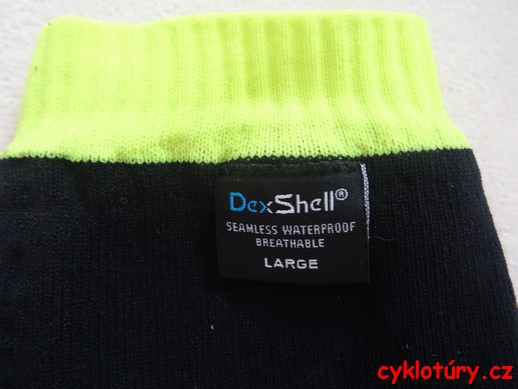 DexShell®
SEAMLESS WATERPROOF
BREATHABLE
LARGE
cyklotúry.cz